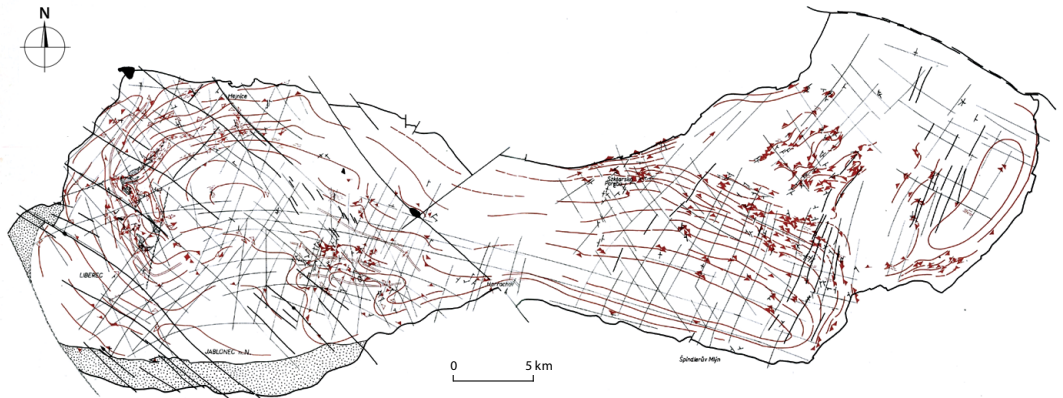 N
Hejnice
Szklarska
Poręba
LIBEREC
Harrachov
JABLONEC n. N.
Špindlerův Mlýn
0 5 km